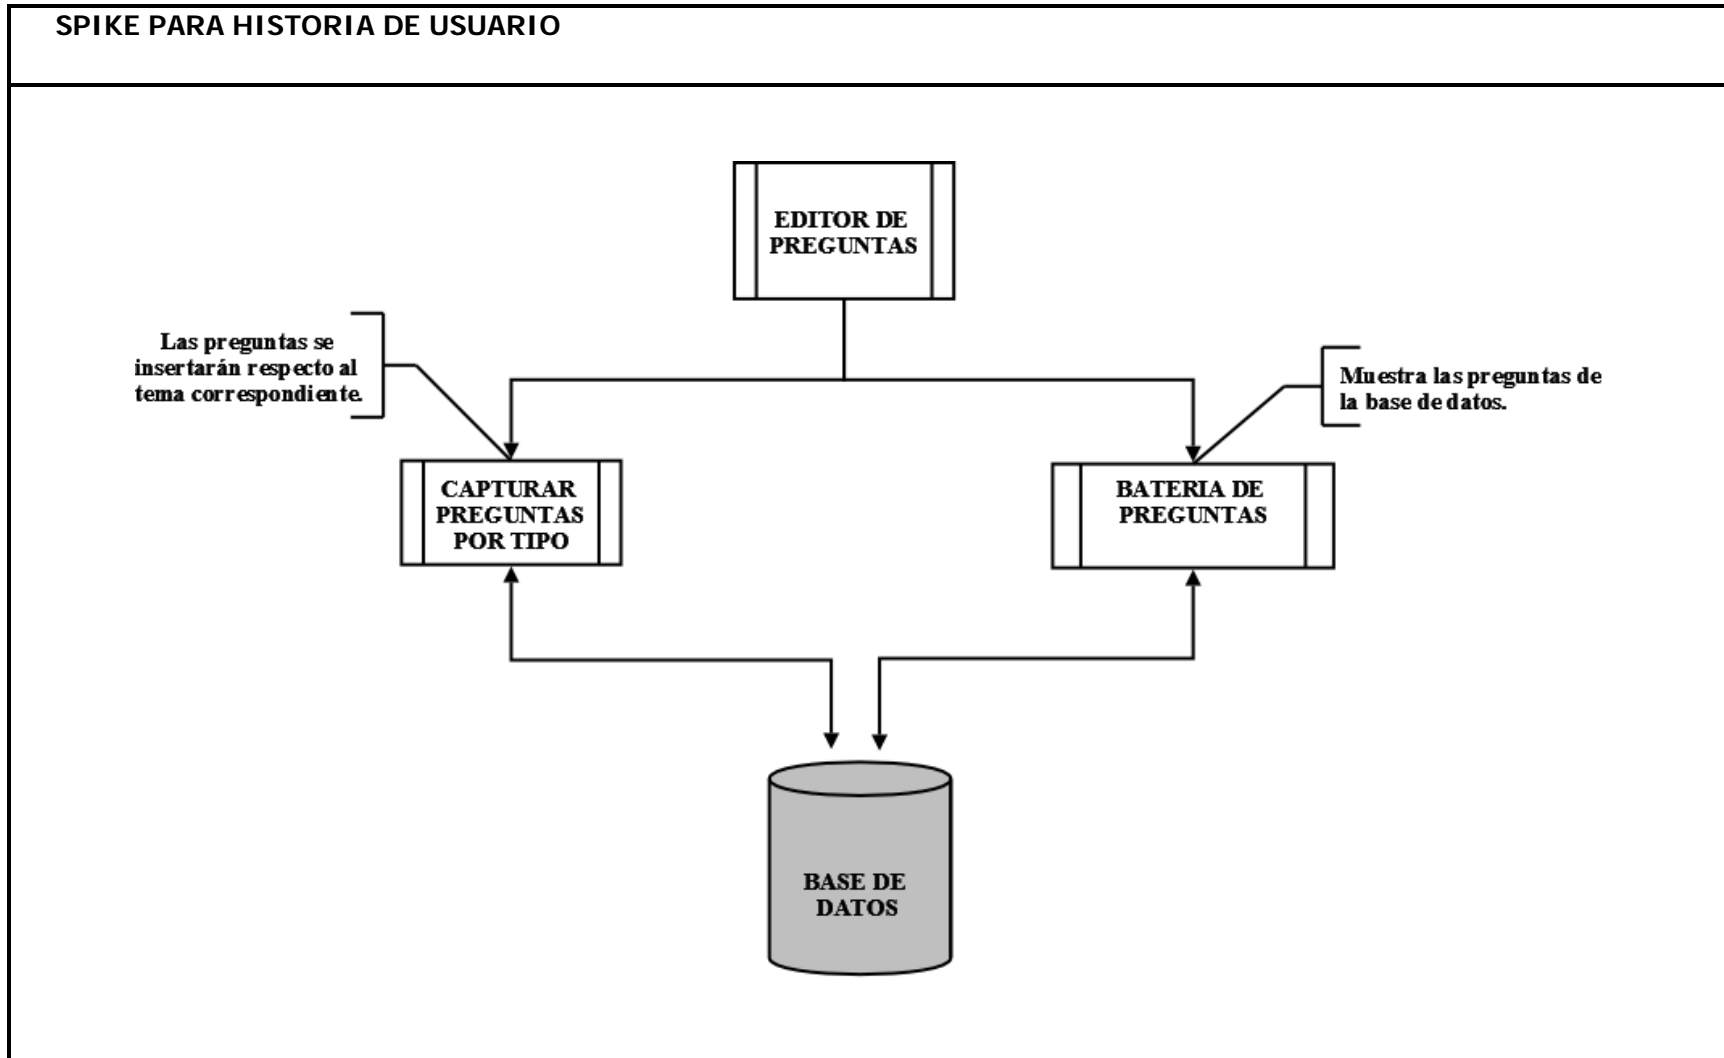 SPIKE PARA HISTORIA DE USUARIO
EDITOR DE
PREGUNTAS
Las preguntas se
insertarán respecto al
tema correspondiente.
Muestra las preguntas de
la base de datos.
CAPTURAR
PREGUNTAS
POR TIPO
BATERIA DE
PREGUNTAS
BASE DE
DATOS